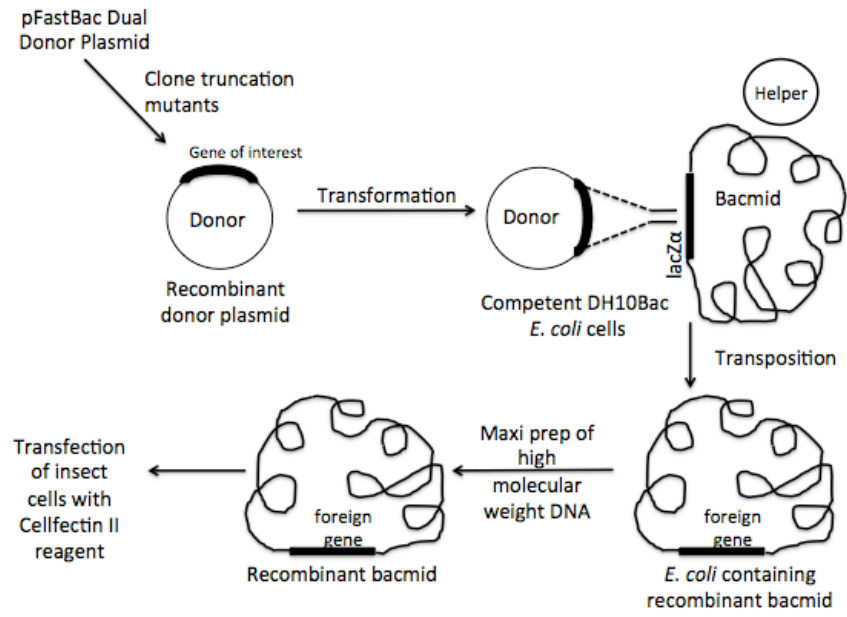 pFastBac Dual
Donor Plasmid
Clone truncation
mutants
Gene of interest
Donor
Recombinant
donor plasmid
Transformation
Donor
Competent DH10Bac
E. coli cells
Helper
Bacmid
lacZα
Transposition
foreign
gene
E. coli containing
recombinant bacmid
Maxi prep of
high
molecular
weight DNA
foreign
gene
Recombinant bacmid
Transfection
of insect
cells with
Cellfectin II
reagent